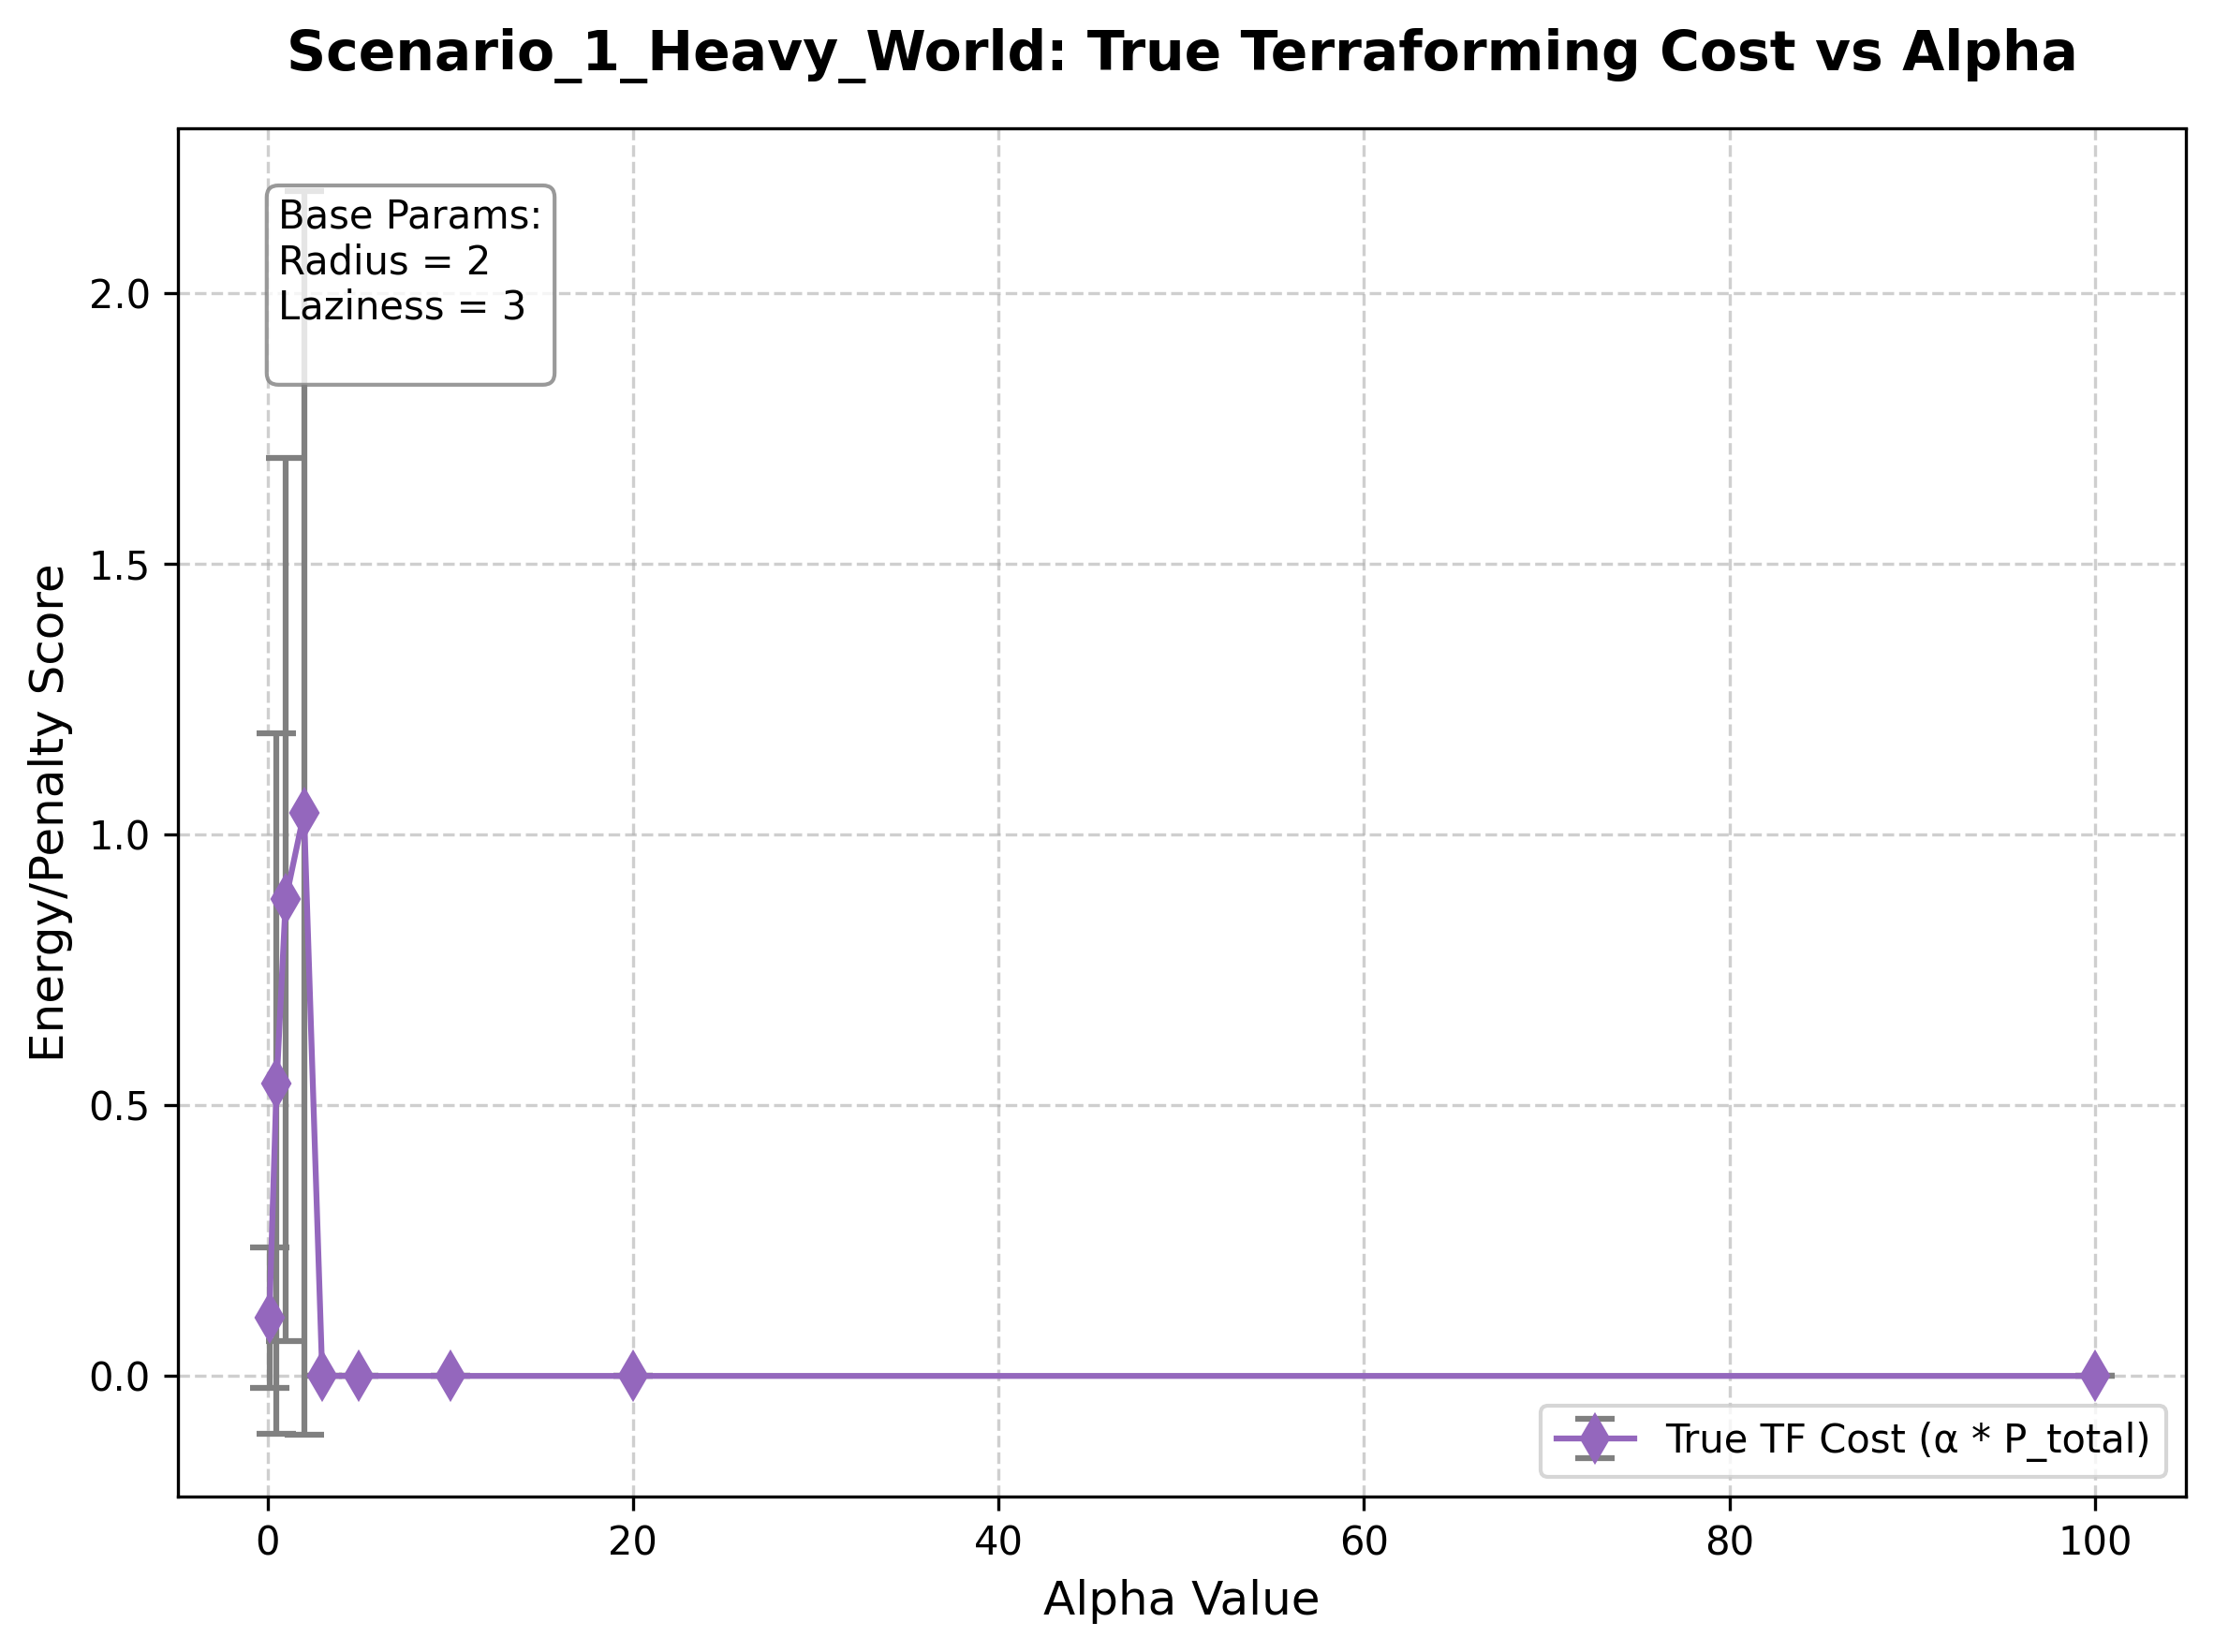 Scenario_1_Heavy_World: True Terraforming Cost vs Alpha
Base Params:
Radius = 2
Laziness = 3
Energy/Penalty Score
2.0
1.5
1.0
0.5
0.0
True TF Cost (α * P_total)
0 20 40 60 80 100
Alpha Value